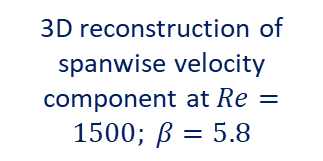 3D reconstruction of
spanwise velocity
component at 𝑅𝑒 =
1500; 𝛽 = 5.8